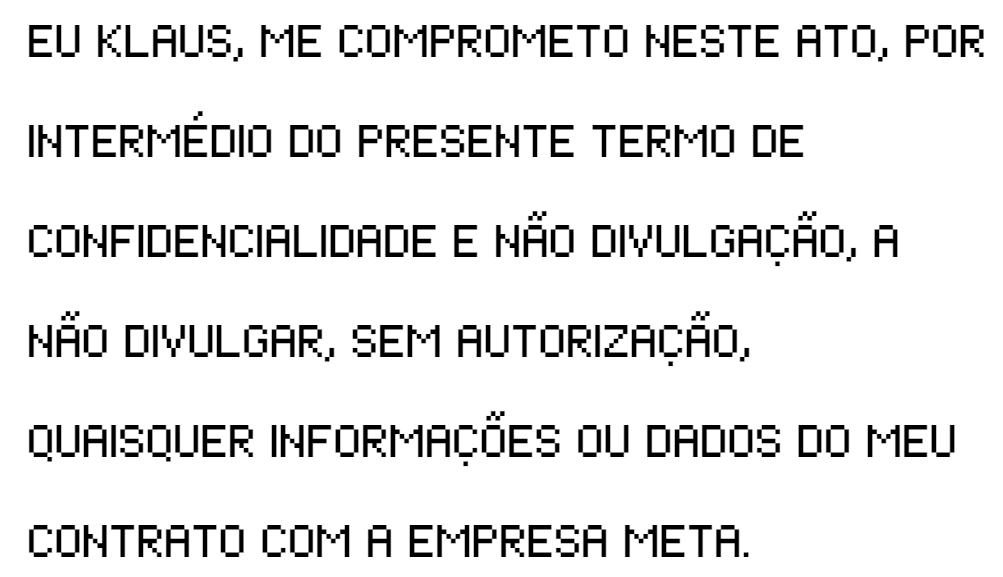 EU KLAUS, ME COMPROMETO NESTE ATO, POR
INTERMÉDIO DO PRESENTE TERMO DE
CONFIDENCIALIDADE E NÃO DIVULGAÇÃO, A
NÃO DIVULGAR, SEM AUTORIZAÇÃO,
QUAISQUER INFORMAÇÕES OU DADOS DO MEU
CONTRATO COM A EMPRESA META.